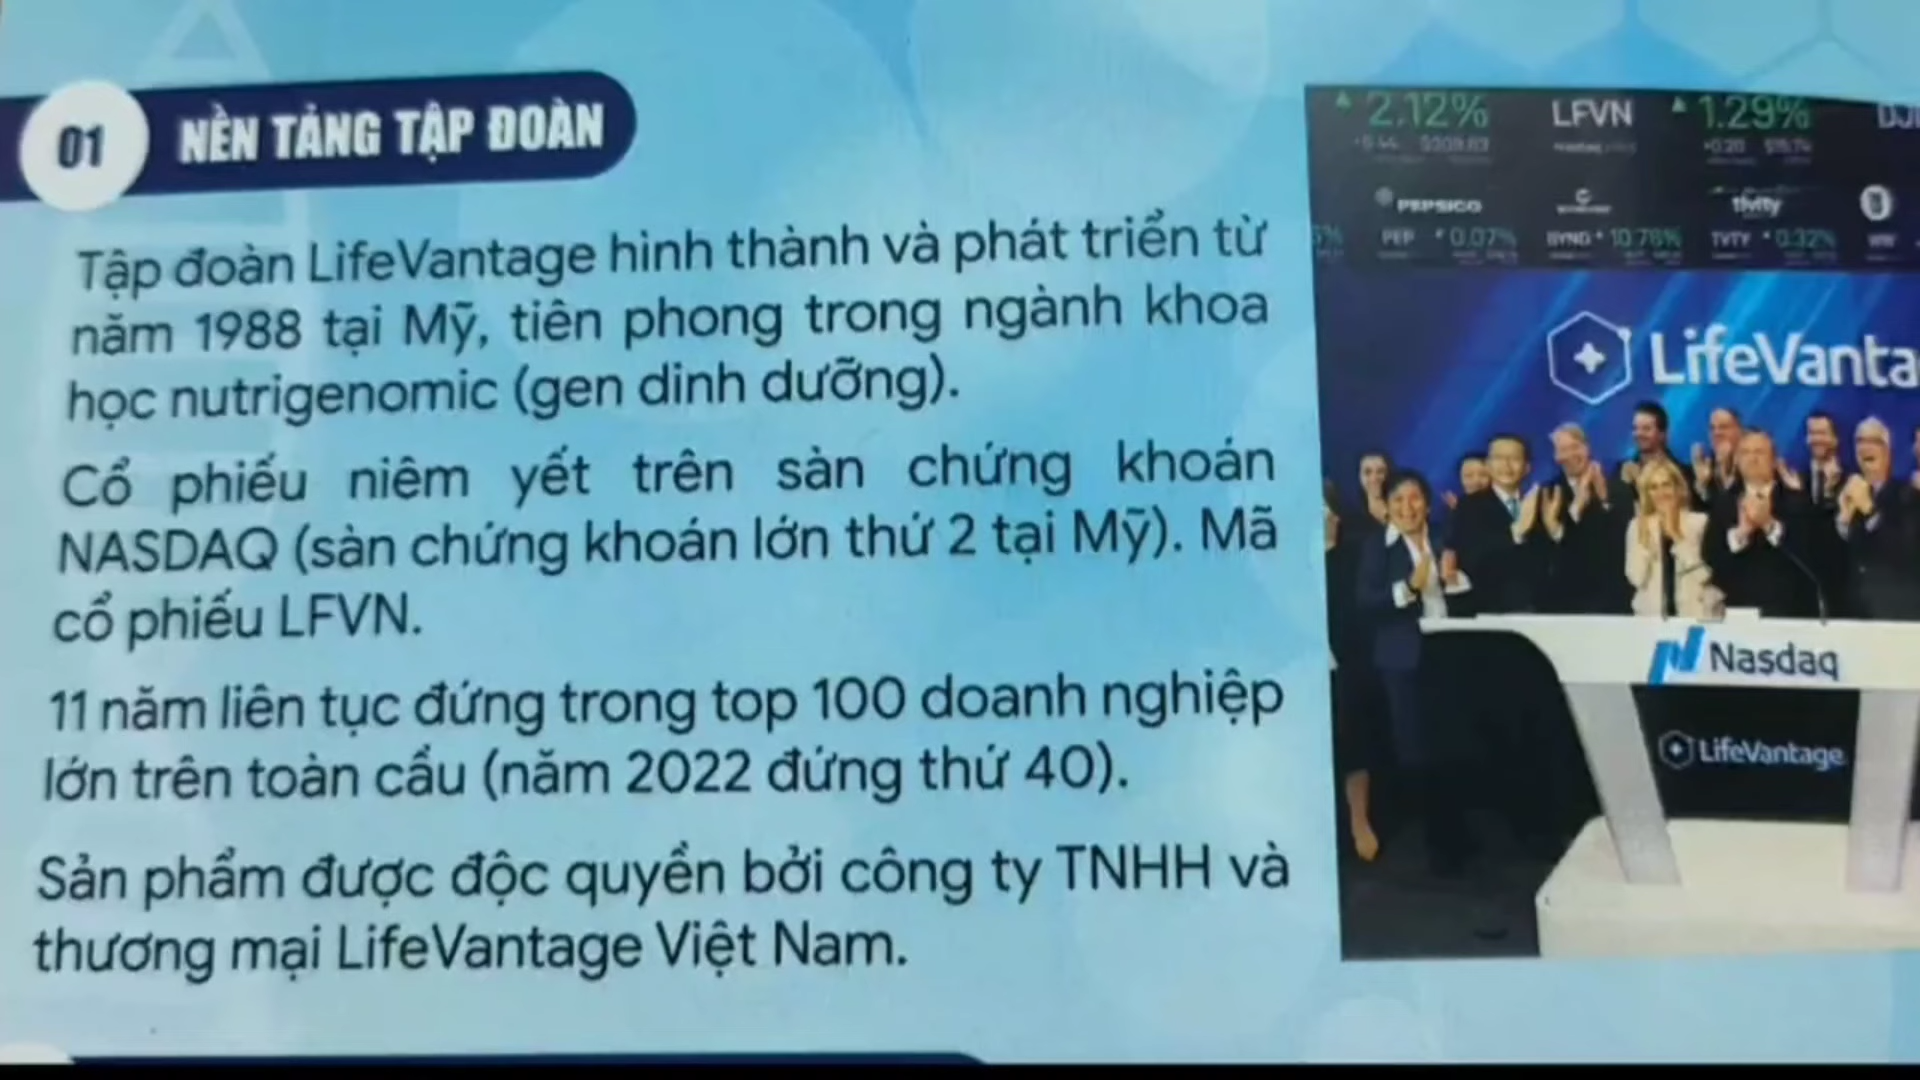 01 NỀN TẢNG TẬP ĐOÀN
Tập đoàn LifeVantage hình thành và phát triển từ
năm 1988 tại Mỹ, tiên phong trong ngành khoa
học nutrigenomic (gen dinh dưỡng).
Cổ phiếu niêm yết trên sàn chứng khoán
NASDAQ (sàn chứng khoán lớn thứ 2 tại Mỹ). Mã
cổ phiếu LFVN.
11 năm liên tục đứng trong top 100 doanh nghiệp
lớn trên toàn cầu (năm 2022 đứng thứ 40).
Sản phẩm được độc quyền bởi công ty TNHH và
thương mại LifeVantage Việt Nam.
2.12% LFVN 1.29%
PEPSICO tivity
PEP 0.07% BYND 10.76% TVTY 0.32%
LifeVanta
Nasdaq
LifeVantage